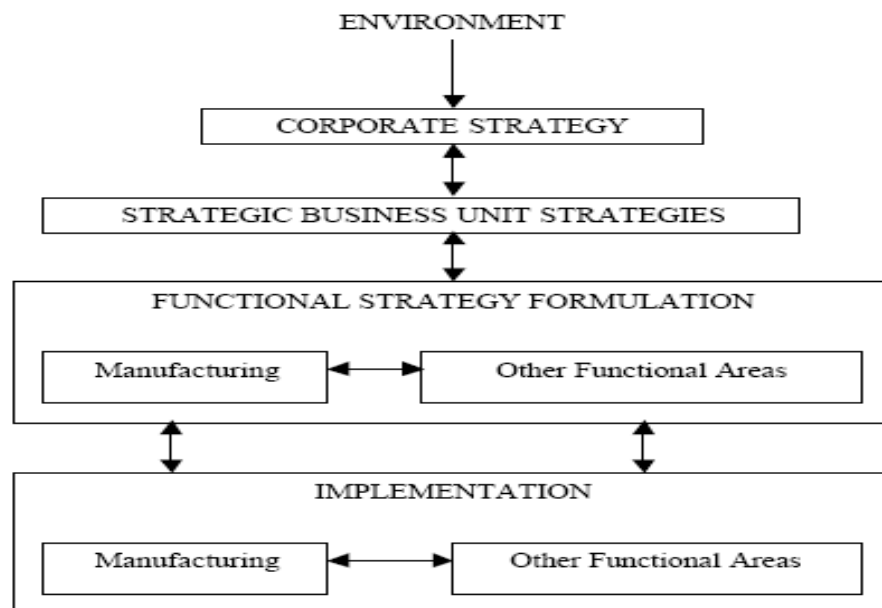 ENVIRONMENT
CORPORATE STRATEGY
STRATEGIC BUSINESS UNIT STRATEGIES
FUNCTIONAL STRATEGY FORMULATION
Manufacturing Other Functional Areas
IMPLEMENTATION
Manufacturing Other Functional Areas